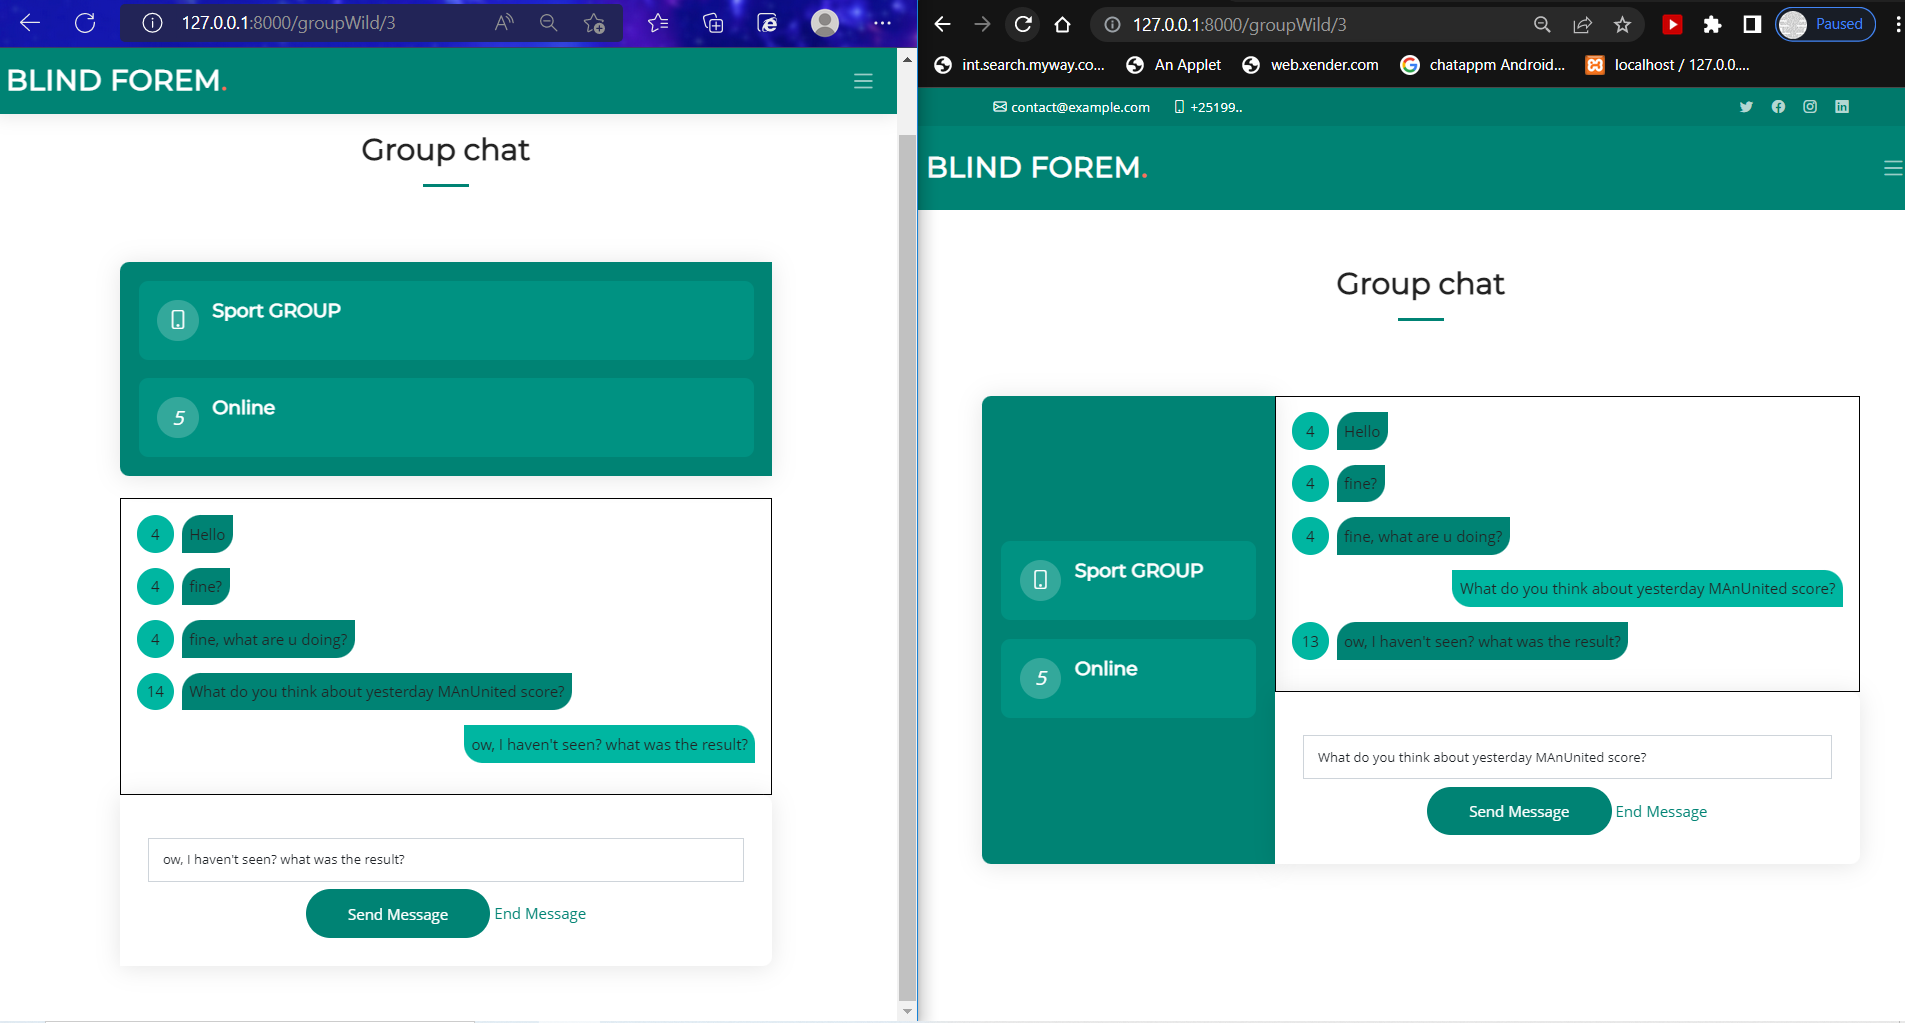 127.0.0.1:8000/groupWild/3
BLIND FOREM.
Group chat
Sport GROUP
5 Online
4 Hello
4 fine?
4 fine, what are u doing?
14 What do you think about yesterday MAnUnited score?
ow, I haven't seen? what was the result?
ow, I haven't seen? what was the result?
Send Message End Message
127.0.0.1:8000/groupWild/3
Paused
int.search.myway.co... An Applet web.xender.com chatappm Android... localhost / 127.0.0....
contact@example.com +25199..
BLIND FOREM.
Group chat
Sport GROUP
5 Online
4 Hello
4 fine?
4 fine, what are u doing?
What do you think about yesterday MAnUnited score?
13 ow, I haven't seen? what was the result?
What do you think about yesterday MAnUnited score?
Send Message End Message